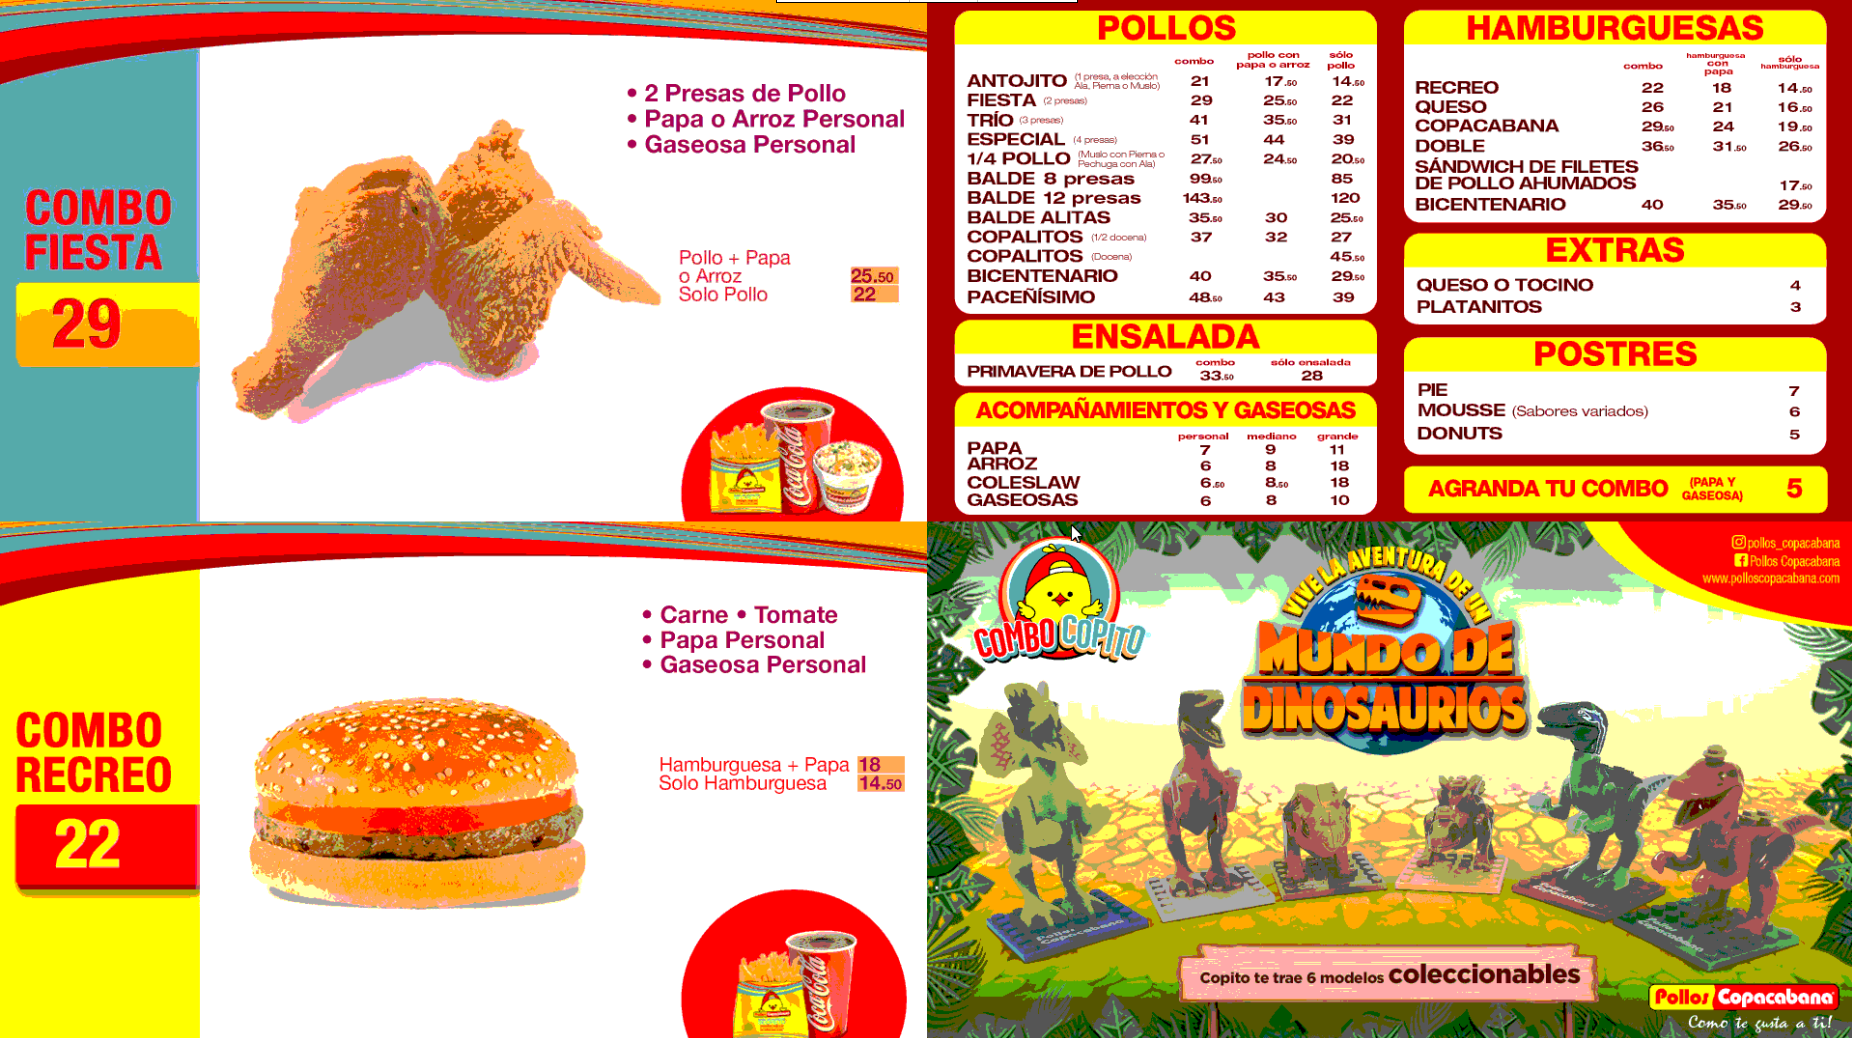 COMBO
FIESTA
29
• 2 Presas de Pollo
• Papa o Arroz Personal
• Gaseosa Personal
Pollo + Papa
o Arroz 25.50
Solo Pollo 22
Coca-Cola
POLLOS
combo pollo con papa o arroz sólo pollo
ANTOJITO (1 presa, a elección Ala, Pierna o Muslo) 21 17.50 14.50
FIESTA (2 presas) 29 25.50 22
TRÍO (3 presas) 41 35.50 31
ESPECIAL (4 presas) 51 44 39
1/4 POLLO (Muslo con Pierna o Pechuga con Ala) 27.50 24.50 20.50
BALDE 8 presas 99.50 85
BALDE 12 presas 143.50 120
BALDE ALITAS 35.50 30 25.50
COPALITOS (1/2 docena) 37 32 27
COPALITOS (Docena) 45.50
BICENTENARIO 40 35.50 29.50
PACEÑÍSIMO 48.50 43 39
ENSALADA
combo sólo ensalada
PRIMAVERA DE POLLO 33.50 28
ACOMPAÑAMIENTOS Y GASEOSAS
personal mediano grande
PAPA 7 9 11
ARROZ 6 8 18
COLESLAW 6.50 8.50 18
GASEOSAS 6 8 10
HAMBURGUESAS
combo hamburguesa con papa sólo hamburguesa
RECREO 22 18 14.50
QUESO 26 21 16.50
COPACABANA 29.50 24 19.50
DOBLE 36.50 31.50 26.50
SÁNDWICH DE FILETES
DE POLLO AHUMADOS 17.50
BICENTENARIO 40 35.50 29.50
EXTRAS
QUESO O TOCINO 4
PLATANITOS 3
POSTRES
PIE 7
MOUSSE (Sabores variados) 6
DONUTS 5
AGRANDA TU COMBO (PAPA Y GASEOSA) 5
COMBO
RECREO
22
• Carne • Tomate
• Papa Personal
• Gaseosa Personal
Hamburguesa + Papa 18
Solo Hamburguesa 14.50
Coca-Cola
COMBO COPITO
VIVE LA AVENTURA DE UN
MUNDO DE
DINOSAURIOS
pollos_copacabana
Pollos Copacabana
www.polloscopacabana.com
Pollos Copacabana
Pollos Copacabana
Pollos Copacabana
Copito te trae 6 modelos coleccionables
Pollos Copacabana
Como te gusta a ti!